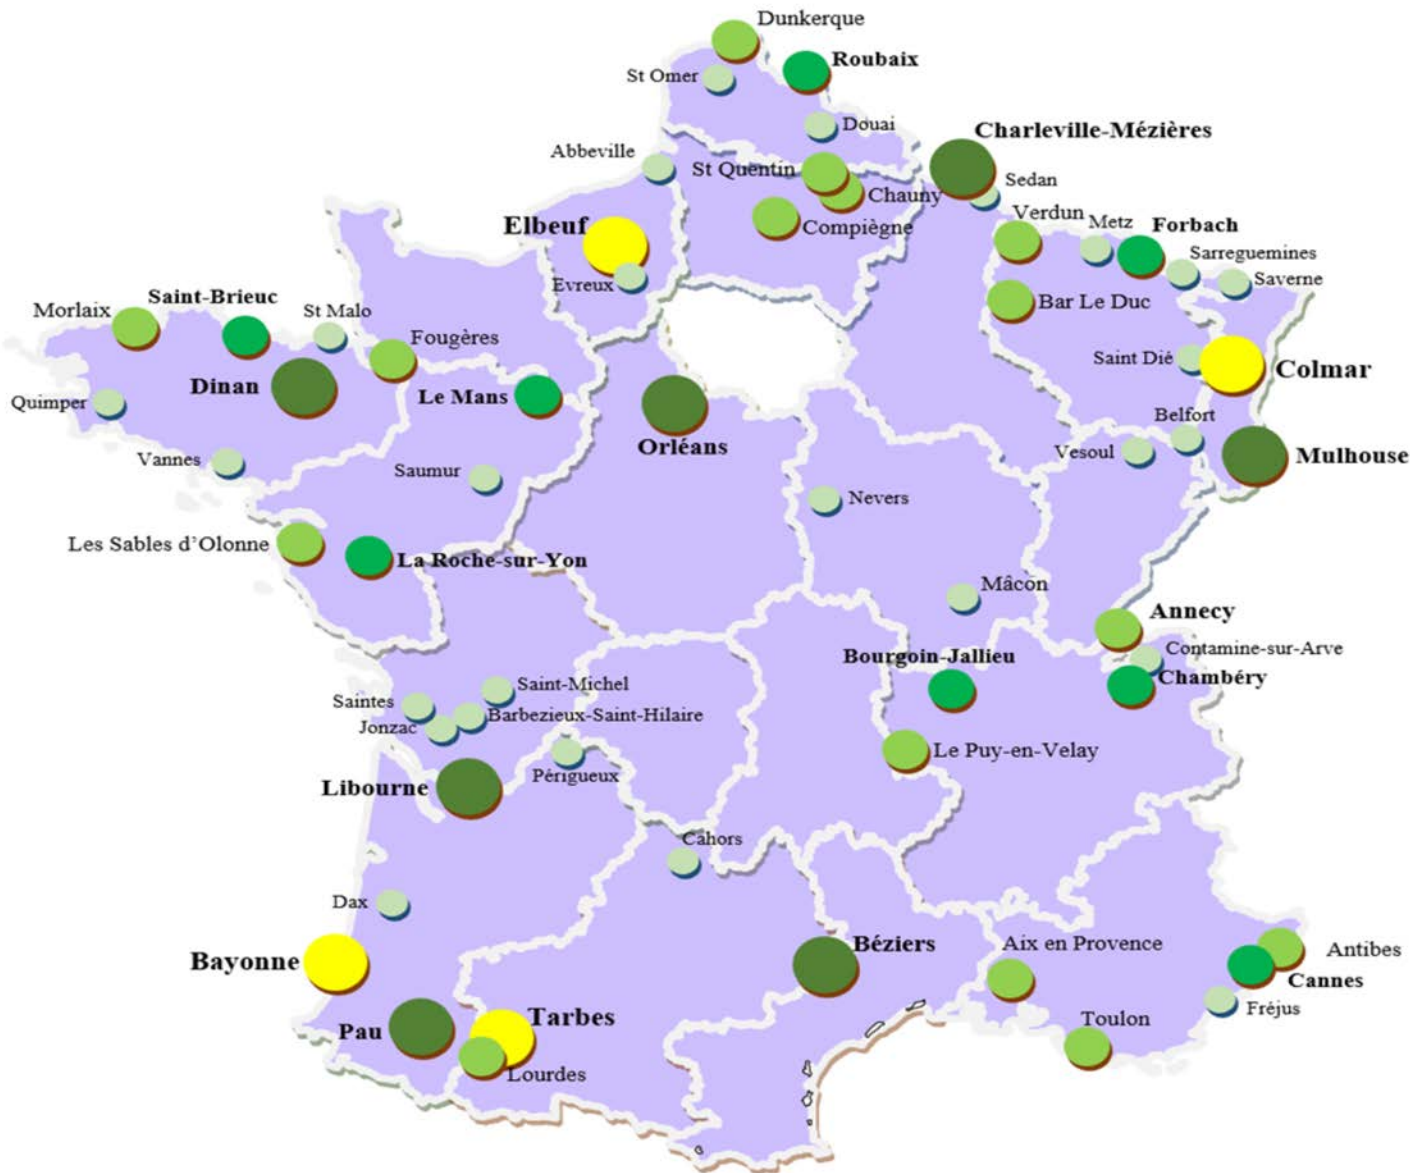 Dunkerque
Roubaix
St Omer
Douai
Charleville-Mézières
Abbeville
St Quentin
Sedan
Chauny
Verdun
Metz
Forbach
Elbeuf
Compiègne
Sarreguemines
Evreux
Saverne
Saint-Brieuc
St Malo
Morlaix
Bar Le Duc
Fougères
Saint Dié
Colmar
Dinan
Le Mans
Quimper
Belfort
Orléans
Vesoul
Mulhouse
Vannes
Saumur
Nevers
Les Sables d’Olonne
La Roche-sur-Yon
Mâcon
Annecy
Contamine-sur-Arve
Bourgoin-Jallieu
Chambéry
Saint-Michel
Saintes
Barbezieux-Saint-Hilaire
Jonzac
Le Puy-en-Velay
Périgueux
Libourne
Cahors
Dax
Béziers
Aix en Provence
Antibes
Bayonne
Cannes
Fréjus
Tarbes
Toulon
Pau
Lourdes